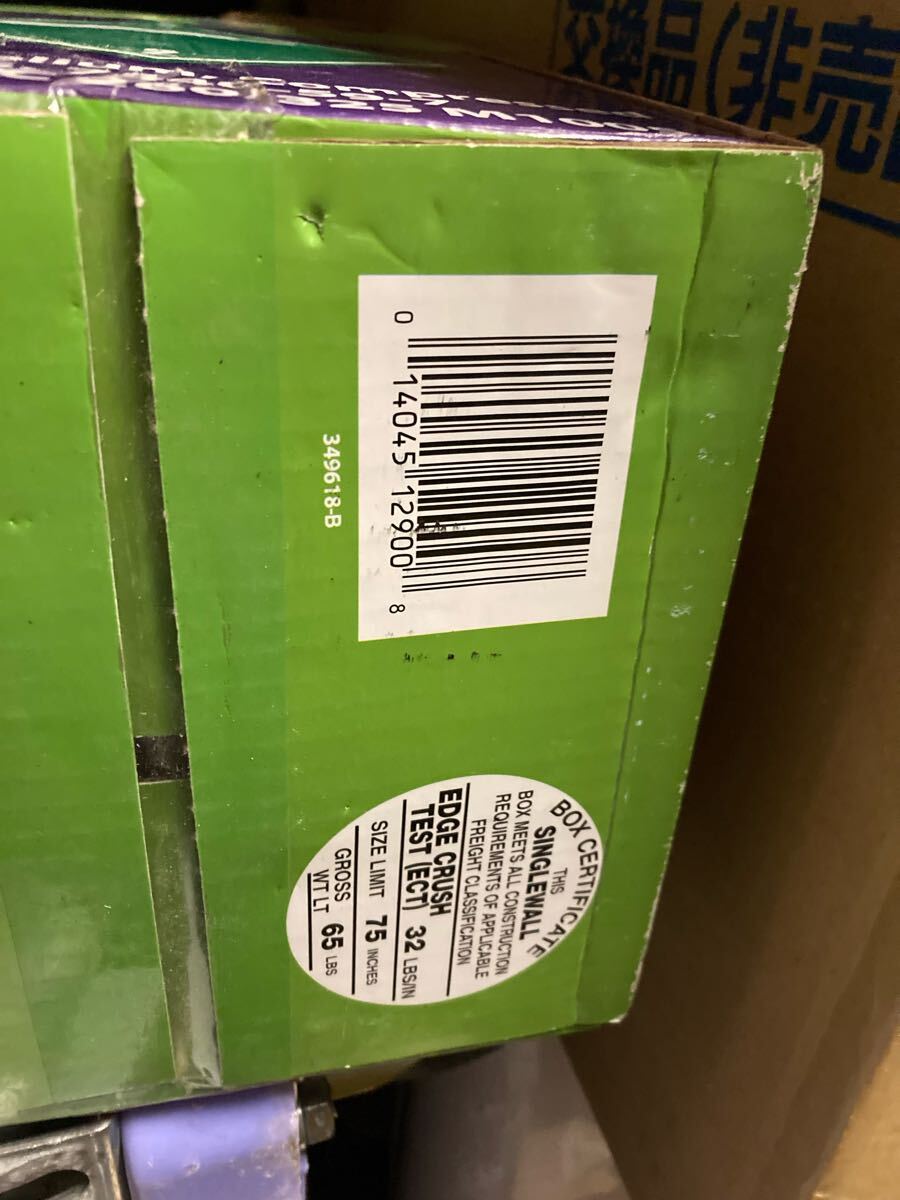 交換品(非売
0 14045 12900 8
349618-B
BOX CERTIFICATE
THIS
SINGLEWALL
BOX MEETS ALL CONSTRUCTION
REQUIREMENTS OF APPLICABLE
FREIGHT CLASSIFICATION
EDGE CRUSH
TEST (ECT) 32 LBS/IN
SIZE LIMIT 75 INCHES
GROSS
WT LT 65 LBS